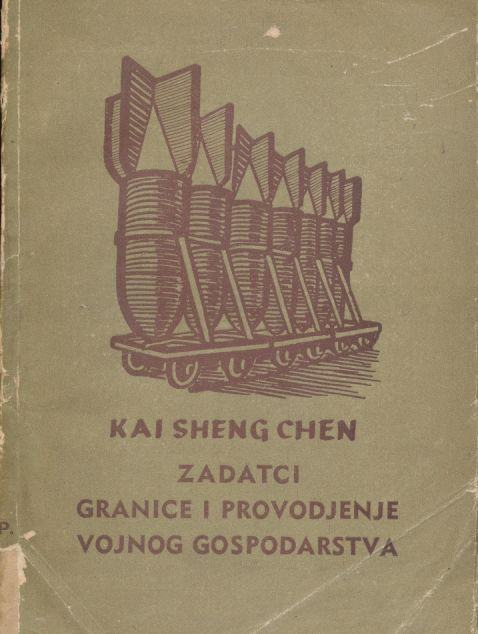 KAI SHENG CHEN
ZADATCI
GRANICE I PROVODJENJE
VOJNOG GOSPODARSTVA
P.